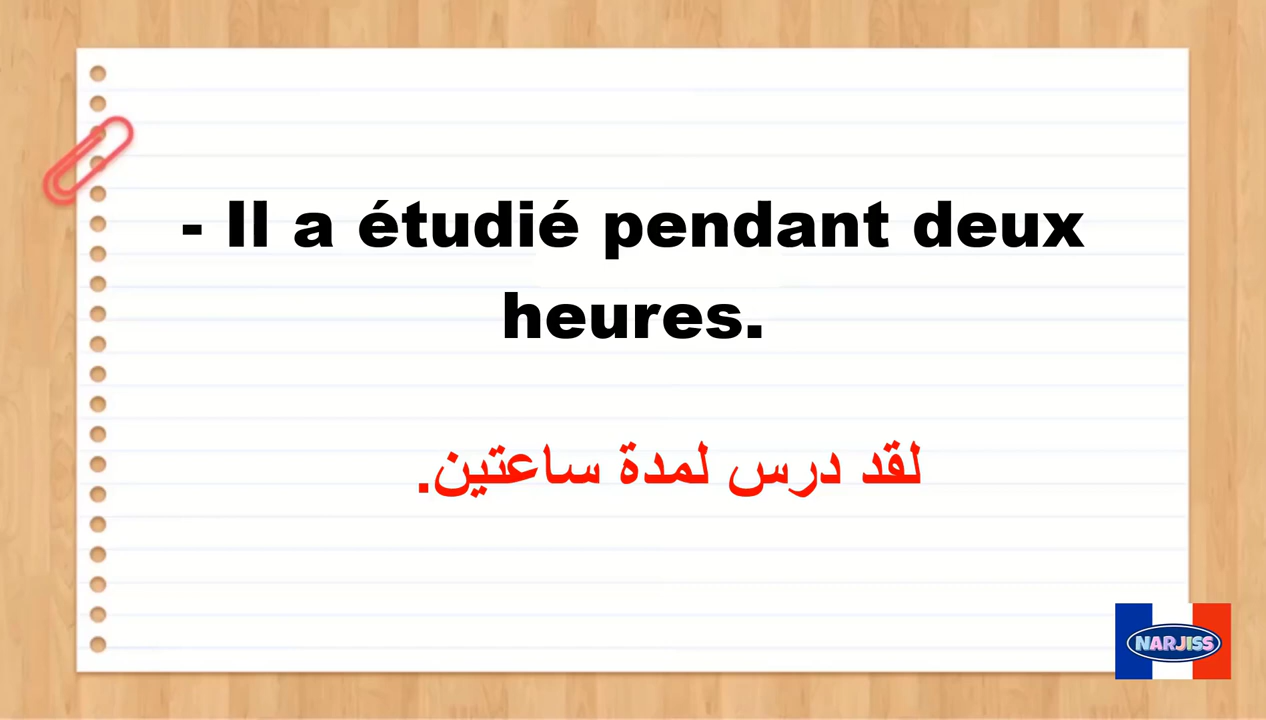 - Il a étudié pendant deux
heures.
لقد درس لمدة ساعتين.
NARJISS